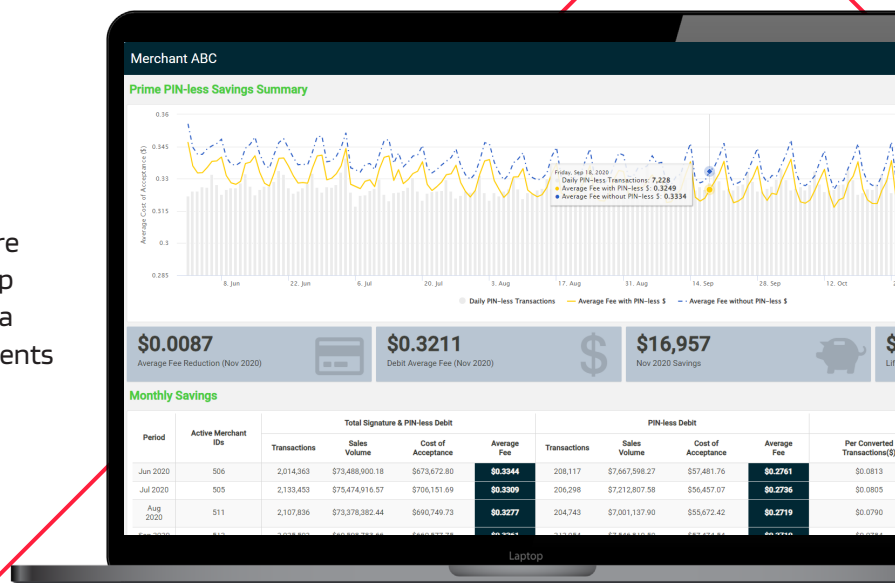 re
p
a
ents
Merchant ABC
Prime PIN-less Savings Summary
Average Cost of Acceptance ($)
0.36
0.345
0.33
0.315
0.3
0.285
Friday, Sep 18, 2020
Daily PIN-less Transactions: 7,228
Average Fee with PIN-less $: 0.3249
Average Fee without PIN-less $: 0.3334
8. Jun 22. Jun 6. Jul 20. Jul 3. Aug 17. Aug 31. Aug 14. Sep 28. Sep 12. Oct 2
Daily PIN-less Transactions Average Fee with PIN-less $ Average Fee without PIN-less $
$0.0087
Average Fee Reduction (Nov 2020)
$0.3211
Debit Average Fee (Nov 2020)
$
$16,957
Nov 2020 Savings
$
Lif
Monthly Savings
Total Signature & PIN-less Debit PIN-less Debit
Period Active Merchant IDs Transactions Sales Volume Cost of Acceptance Average Fee Transactions Sales Volume Cost of Acceptance Average Fee Per Converted Transactions($)
Jun 2020 506 2,014,363 $73,488,900.18 $673,672.80 $0.3344 208,117 $7,667,598.27 $57,481.76 $0.2761 $0.0813
Jul 2020 505 2,133,453 $75,474,916.57 $706,151.69 $0.3309 206,298 $7,212,807.58 $56,457.07 $0.2736 $0.0805
Aug 2020 511 2,107,836 $73,378,382.44 $690,749.73 $0.3277 204,743 $7,001,137.90 $55,672.42 $0.2719 $0.0790
Laptop